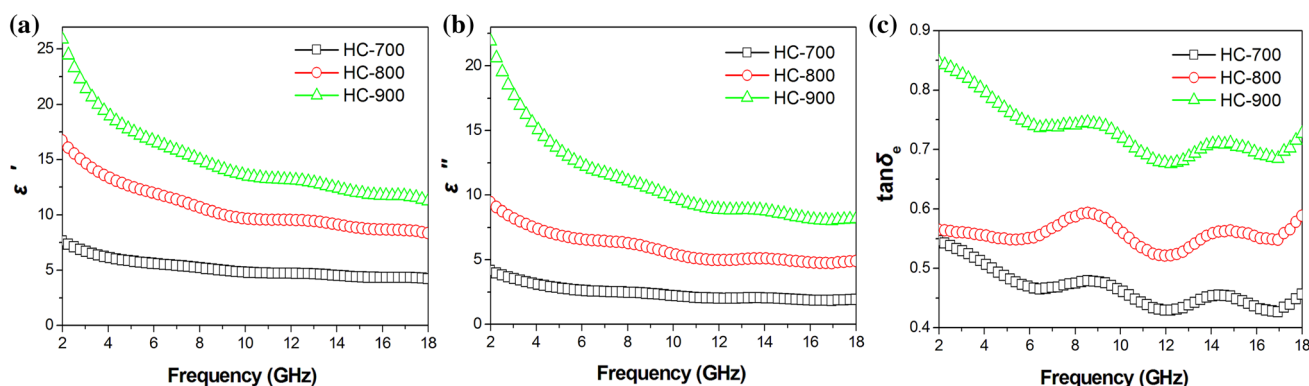 (a)
25
20
15
10
5
0
ε '
HC-700
HC-800
HC-900
2 4 6 8 10 12 14 16 18
Frequency (GHz)
(b)
20
15
10
5
0
ε "
HC-700
HC-800
HC-900
2 4 6 8 10 12 14 16 18
Frequency (GHz)
(c)
0.9
0.8
0.7
0.6
0.5
0.4
tanδe
HC-700
HC-800
HC-900
2 4 6 8 10 12 14 16 18
Frequency (GHz)